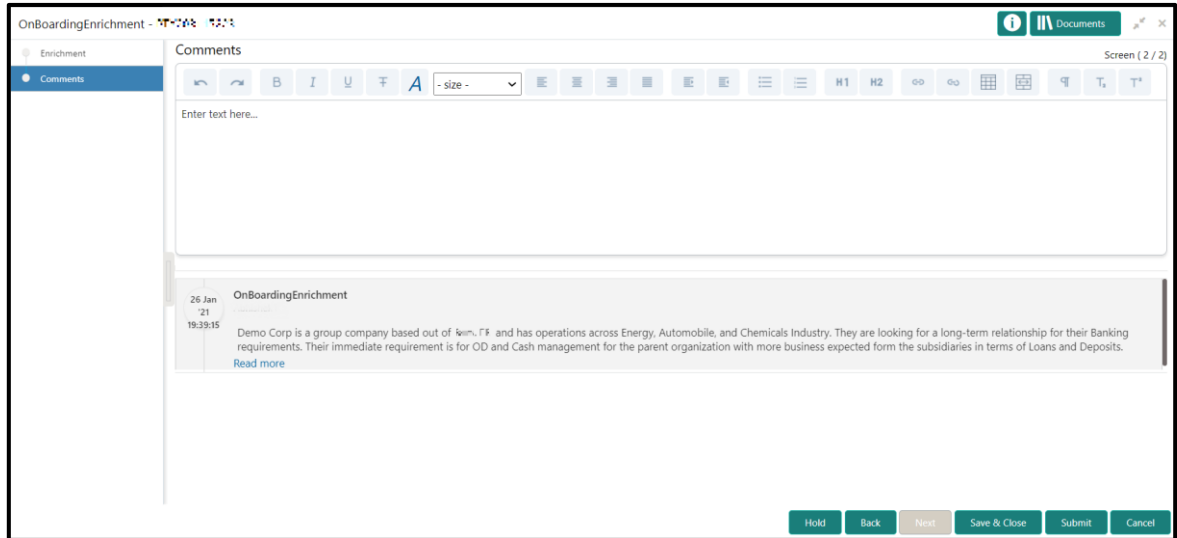 OnBoardingEnrichment -
Documents
Enrichment
Comments
Comments
Screen ( 2 / 2)
B I U T A - size - H1 H2 ¶ Tₓ Tˣ
Enter text here...
26 Jan
'21
19:39:15
OnBoardingEnrichment
Demo Corp is a group company based out of and has operations across Energy, Automobile, and Chemicals Industry. They are looking for a long-term relationship for their Banking
requirements. Their immediate requirement is for OD and Cash management for the parent organization with more business expected form the subsidiaries in terms of Loans and Deposits.
Read more
Hold Back Next Save & Close Submit Cancel